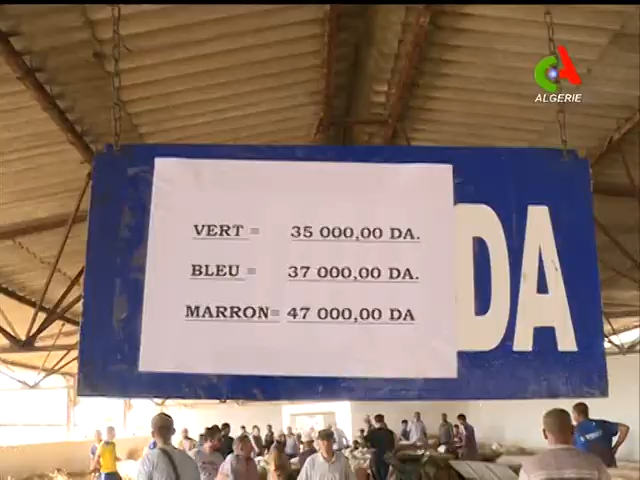 ALGERIE
VERT = 35 000,00 DA.
BLEU = 37 000,00 DA.
MARRON= 47 000,00 DA
DA